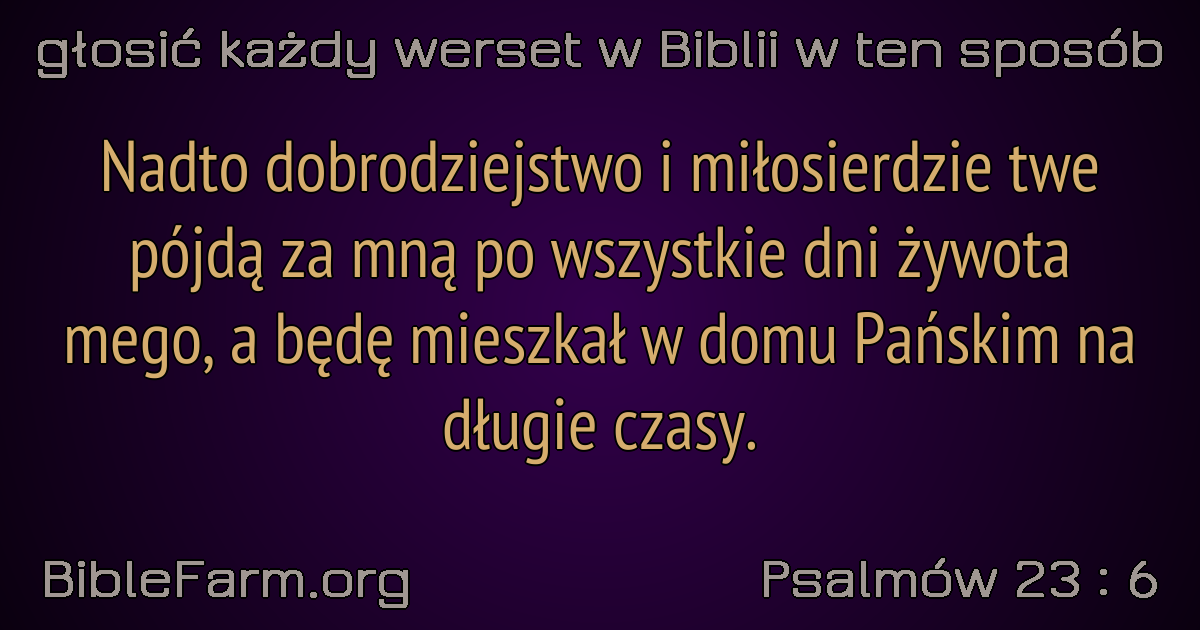 głosić każdy werset w Biblii w ten sposób
Nadto dobrodziejstwo i miłosierdzie twe
pójdą za mną po wszystkie dni żywota
mego, a będę mieszkał w domu Pańskim na
długie czasy.
BibleFarm.org
Psalmów 23 : 6